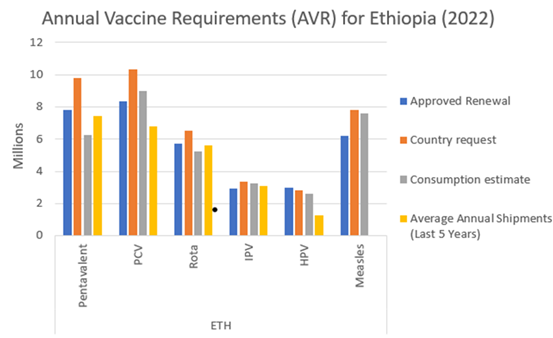 Annual Vaccine Requirements (AVR) for Ethiopia (2022)
12
10
8
6
4
2
0
Millions
Pentavalent
PCV
Rota
IPV
HPV
Measles
ETH
Approved Renewal
Country request
Consumption estimate
Average Annual Shipments
(Last 5 Years)